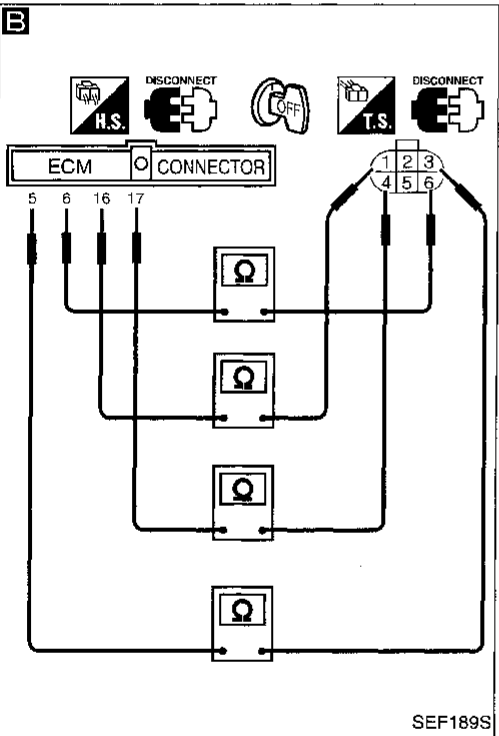 B
DISCONNECT
DISCONNECT
H.S.
OFF
T.S.
ECM CONNECTOR
1 2 3
4 5 6
5 6 16 17
Ω
Ω
Ω
Ω
SEF189S